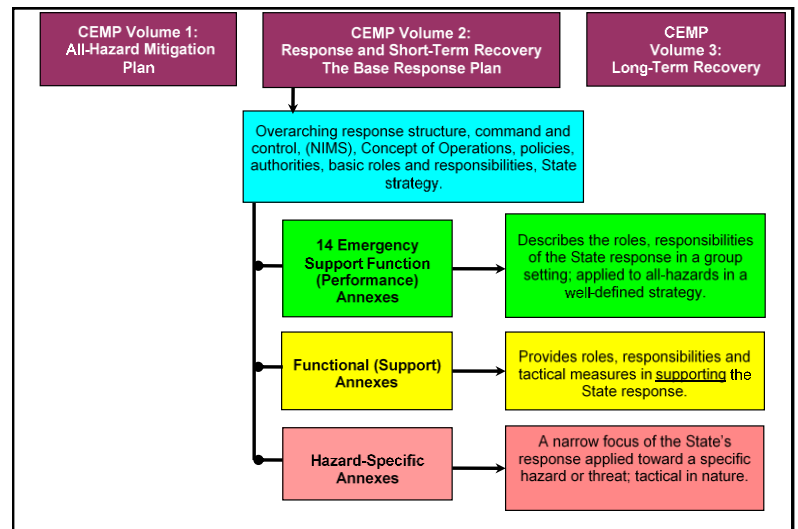 CEMP Volume 1:
All-Hazard Mitigation
Plan
CEMP Volume 2:
Response and Short-Term Recovery
The Base Response Plan
CEMP
Volume 3:
Long-Term Recovery
Overarching response structure, command and
control, (NIMS), Concept of Operations, policies,
authorities, basic roles and responsibilities, State
strategy.
14 Emergency
Support Function
(Performance)
Annexes
Describes the roles, responsibilities
of the State response in a group
setting; applied to all-hazards in a
well-defined strategy.
Functional (Support)
Annexes
Provides roles, responsibilities and
tactical measures in supporting the
State response.
Hazard-Specific
Annexes
A narrow focus of the State's
response applied toward a specific
hazard or threat; tactical in nature.